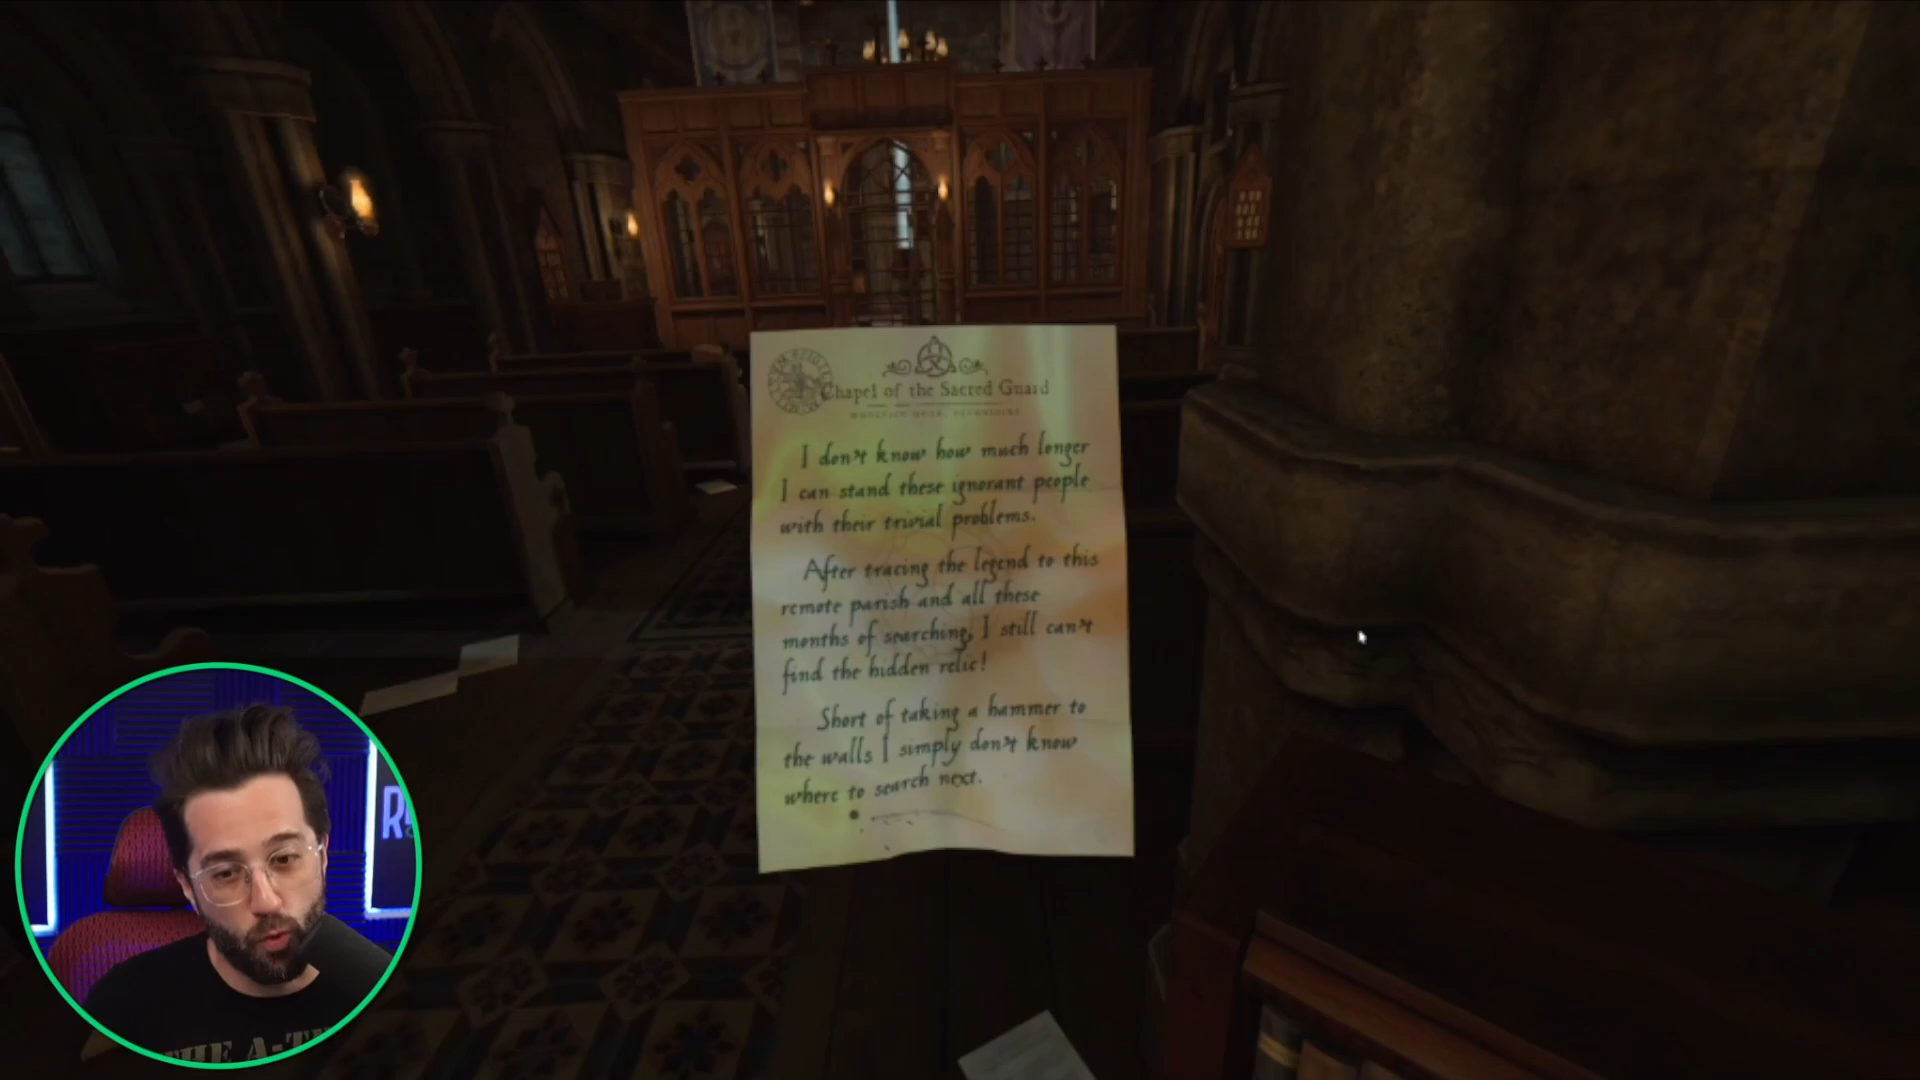 Chapel of the Sacred Guard
I don't know how much longer
I can stand these ignorant people
with their trivial problems.
After tracing the legend to this
remote parish and all these
months of searching, I still can't
find the hidden relic!
Short of taking a hammer to
the walls I simply don't know
where to search next.
THE A-T